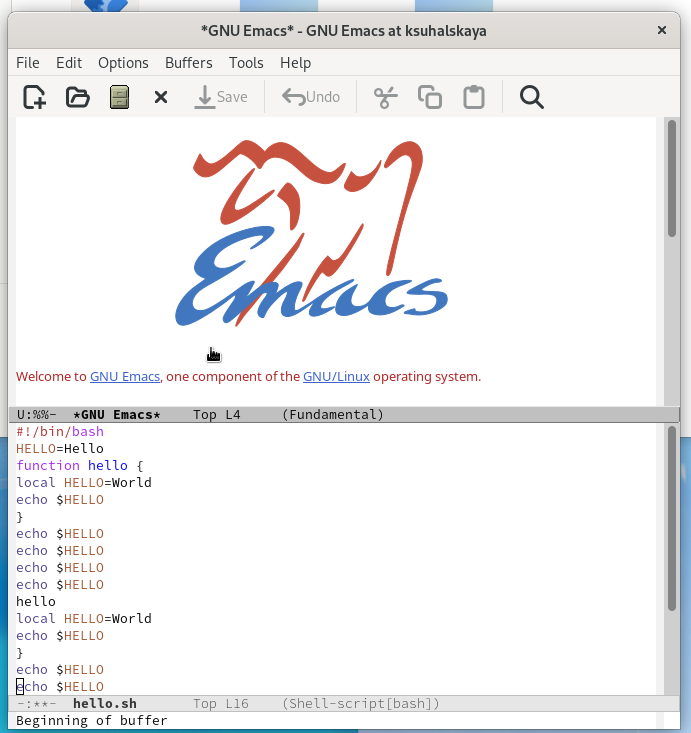 *GNU Emacs* - GNU Emacs at ksuhalskaya
File Edit Options Buffers Tools Help
Save Undo
Emacs
Welcome to GNU Emacs, one component of the GNU/Linux operating system.
U:%%- *GNU Emacs* Top L4 (Fundamental)
#!/bin/bash
HELLO=Hello
function hello {
local HELLO=World
echo $HELLO
}
echo $HELLO
echo $HELLO
echo $HELLO
echo $HELLO
hello
local HELLO=World
echo $HELLO
}
echo $HELLO
echo $HELLO
-:**- hello.sh Top L16 (Shell-script[bash])
Beginning of buffer